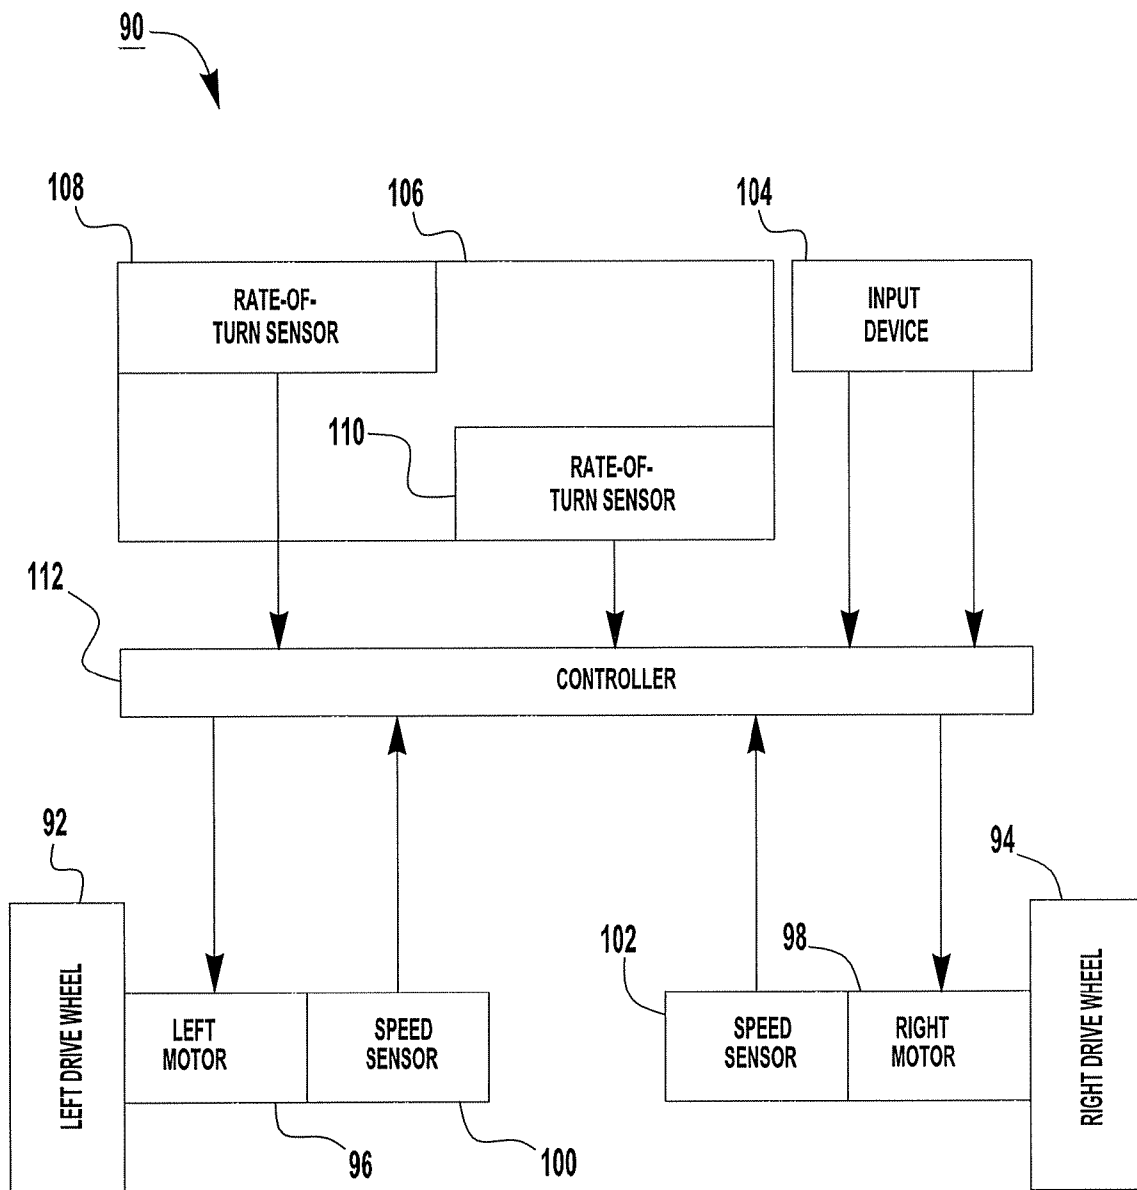 90
108
106
104
RATE-OF-
TURN SENSOR
INPUT
DEVICE
110
RATE-OF-
TURN SENSOR
112
CONTROLLER
92
94
102
98
LEFT DRIVE WHEEL
LEFT
MOTOR
SPEED
SENSOR
SPEED
SENSOR
RIGHT
MOTOR
RIGHT DRIVE WHEEL
96
100